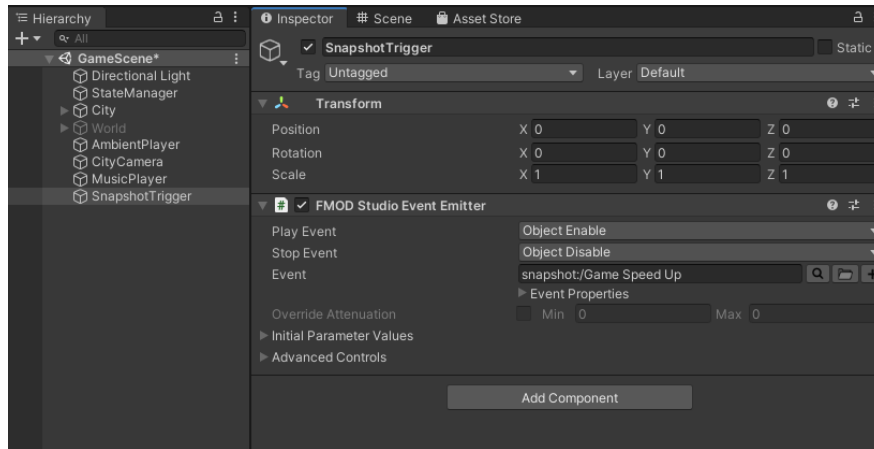 Hierarchy
All
GameScene*
Directional Light
StateManager
City
World
AmbientPlayer
CityCamera
MusicPlayer
SnapshotTrigger
Inspector # Scene Asset Store
SnapshotTrigger Static
Tag Untagged Layer Default
Transform
Position X 0 Y 0 Z 0
Rotation X 0 Y 0 Z 0
Scale X 1 Y 1 Z 1
# FMOD Studio Event Emitter
Play Event Object Enable
Stop Event Object Disable
Event snapshot:/Game Speed Up
Event Properties
Override Attenuation Min 0 Max 0
Initial Parameter Values
Advanced Controls
Add Component